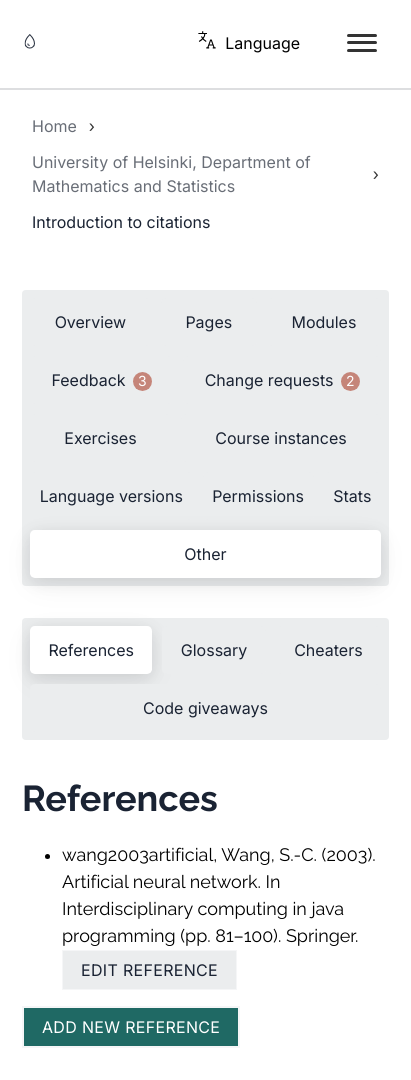 Language
Home ›
University of Helsinki, Department of
Mathematics and Statistics ›
Introduction to citations
Overview Pages Modules
Feedback 3 Change requests 2
Exercises Course instances
Language versions Permissions Stats
Other
References Glossary Cheaters
Code giveaways
References
• wang2003artificial, Wang, S.-C. (2003).
Artificial neural network. In
Interdisciplinary computing in java
programming (pp. 81–100). Springer.
EDIT REFERENCE
ADD NEW REFERENCE